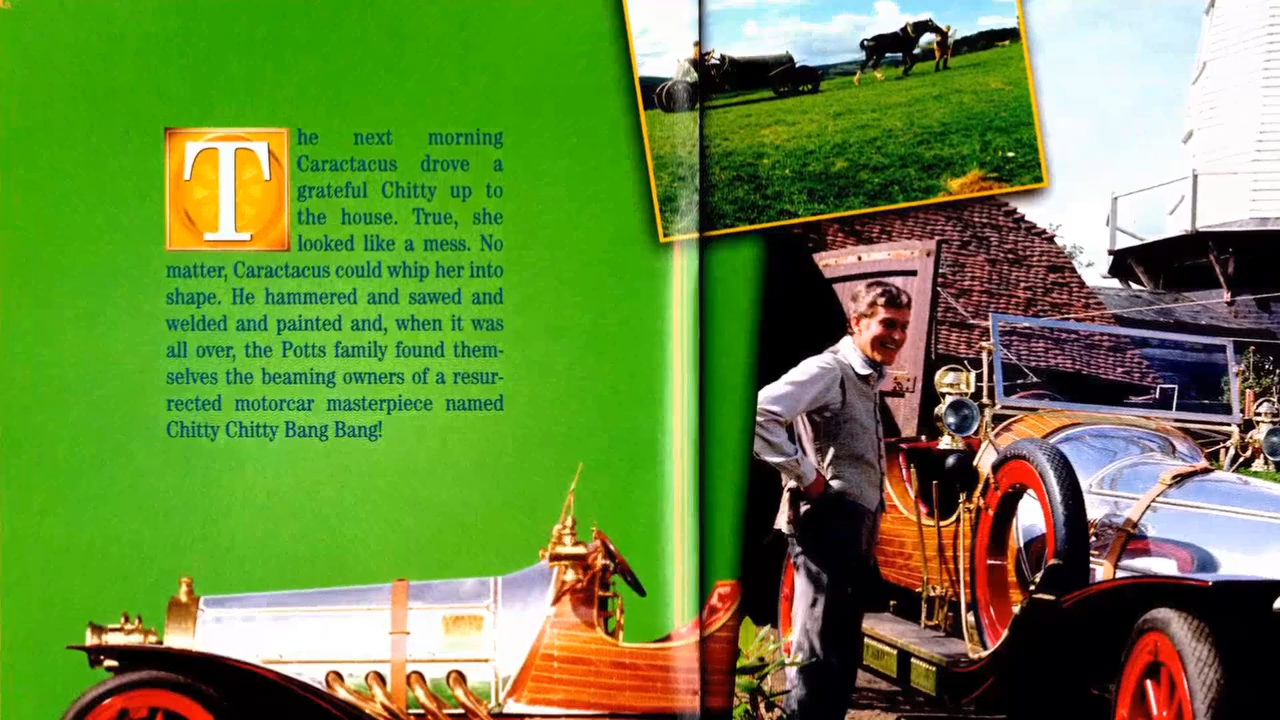 The next morning
Caractacus drove a
grateful Chitty up to
the house. True, she
looked like a mess. No
matter, Caractacus could whip her into
shape. He hammered and sawed and
welded and painted and, when it was
all over, the Potts family found them-
selves the beaming owners of a resur-
rected motorcar masterpiece named
Chitty Chitty Bang Bang!